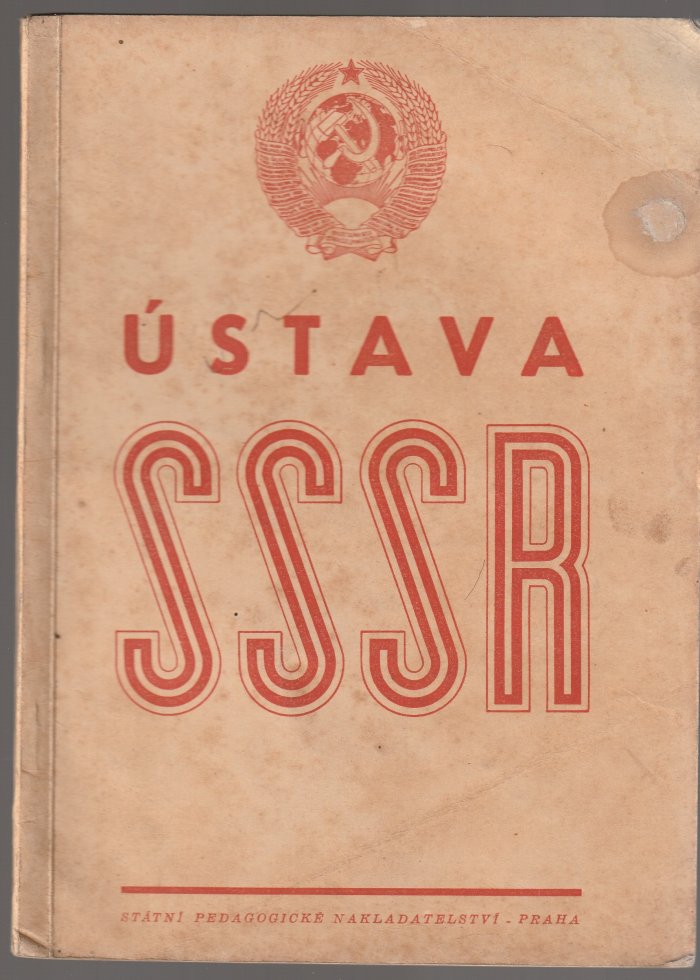 ÚSTAVA
SSSR
STÁTNÍ PEDAGOGICKÉ NAKLADATELSTVÍ - PRAHA